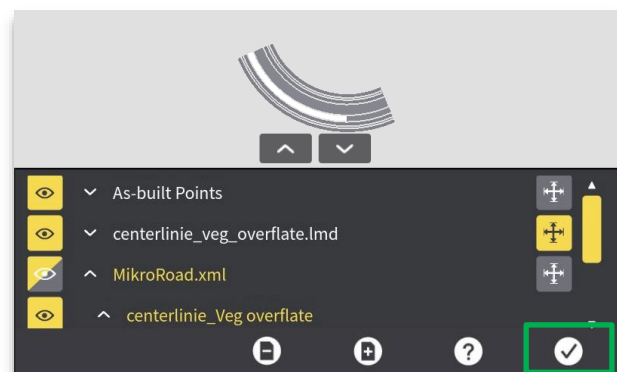 As-built Points
centerlinie_veg_overflate.lmd
MikroRoad.xml
centerlinie_Veg overflate